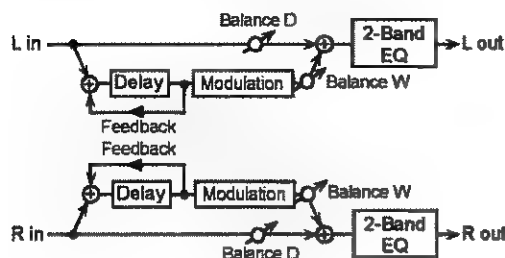 Balance D
L in
2-Band
EQ
L out
Delay
Modulation
Balance W
Feedback
Feedback
Delay
Modulation
Balance W
R in
Balance D
2-Band
EQ
R out